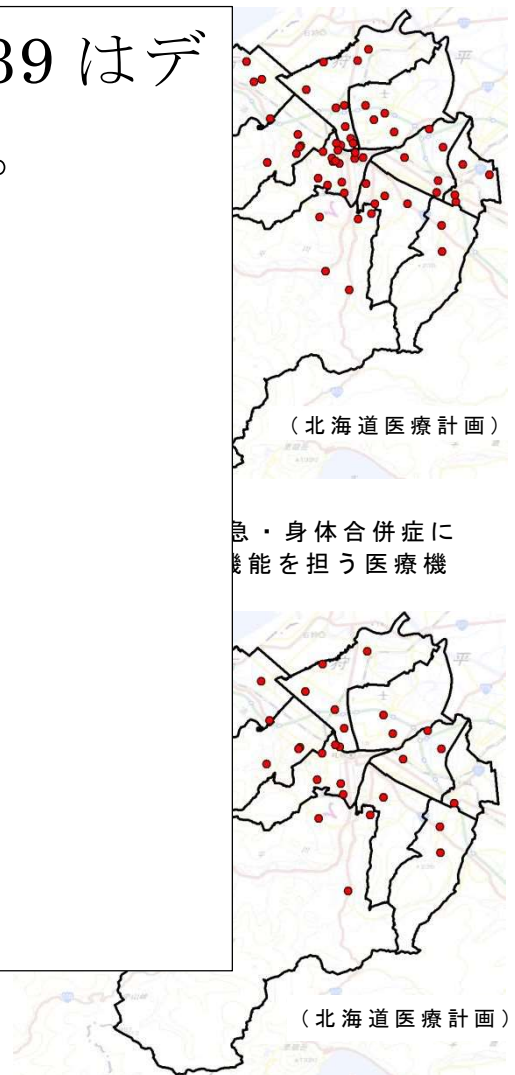 39 はデ
。
（北海道医療計画）
急・身体合併症に
機能を担う医療機
（北海道医療計画）